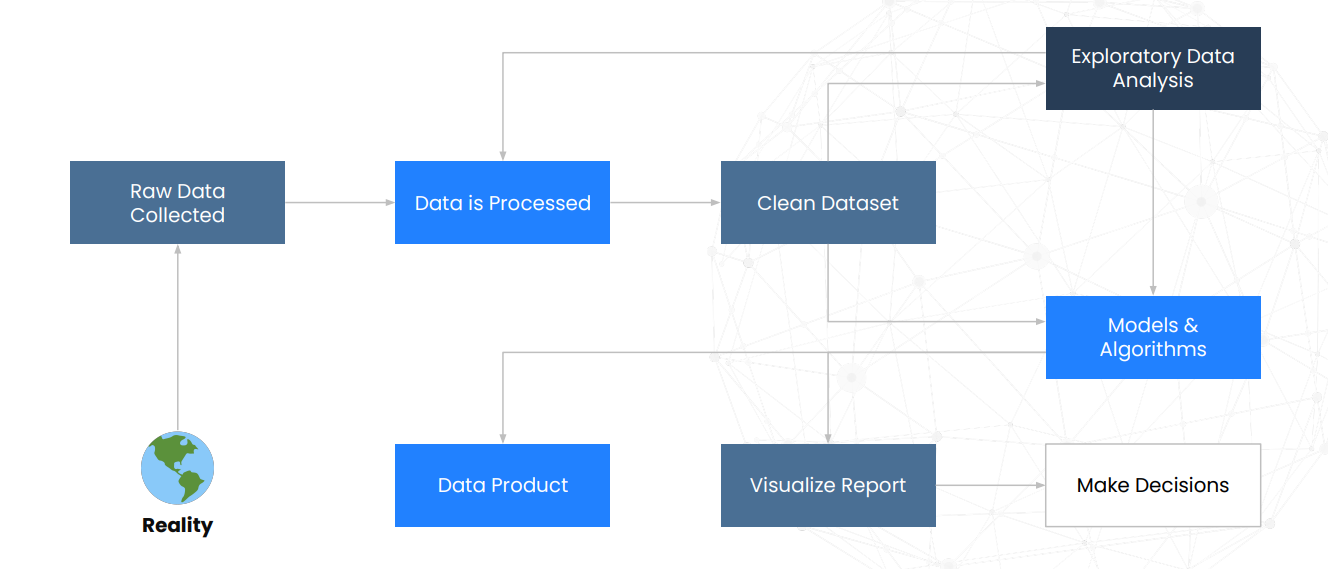 Exploratory Data
Analysis
Raw Data
Collected
Data is Processed
Clean Dataset
Models &
Algorithms
Data Product
Visualize Report
Make Decisions
Reality